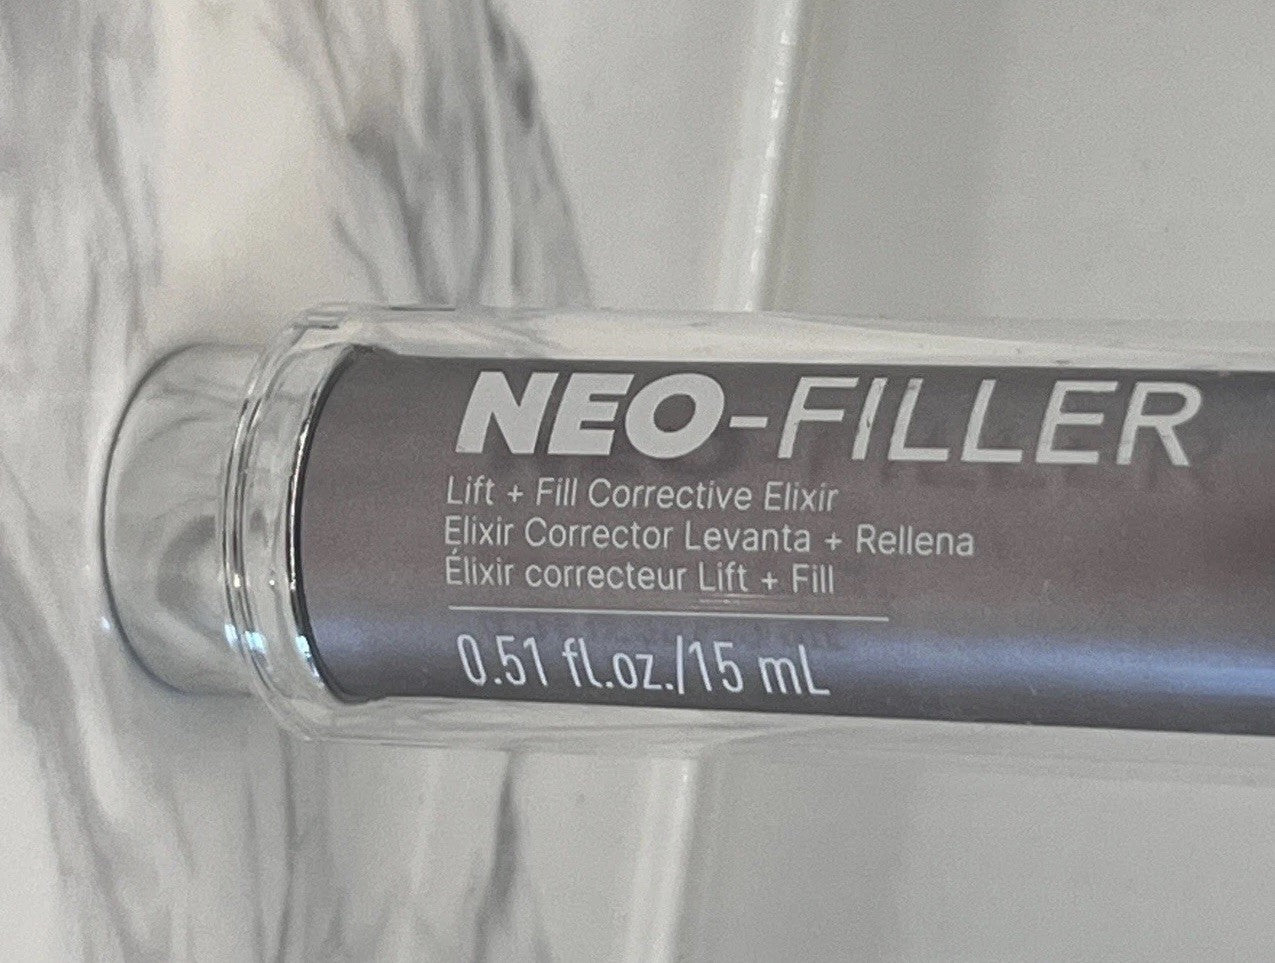 NEO-FILLER
Lift + Fill Corrective Elixir
Elixir Corrector Levanta + Rellena
Élixir correcteur Lift + Fill
0.51 fl.oz./15 mL